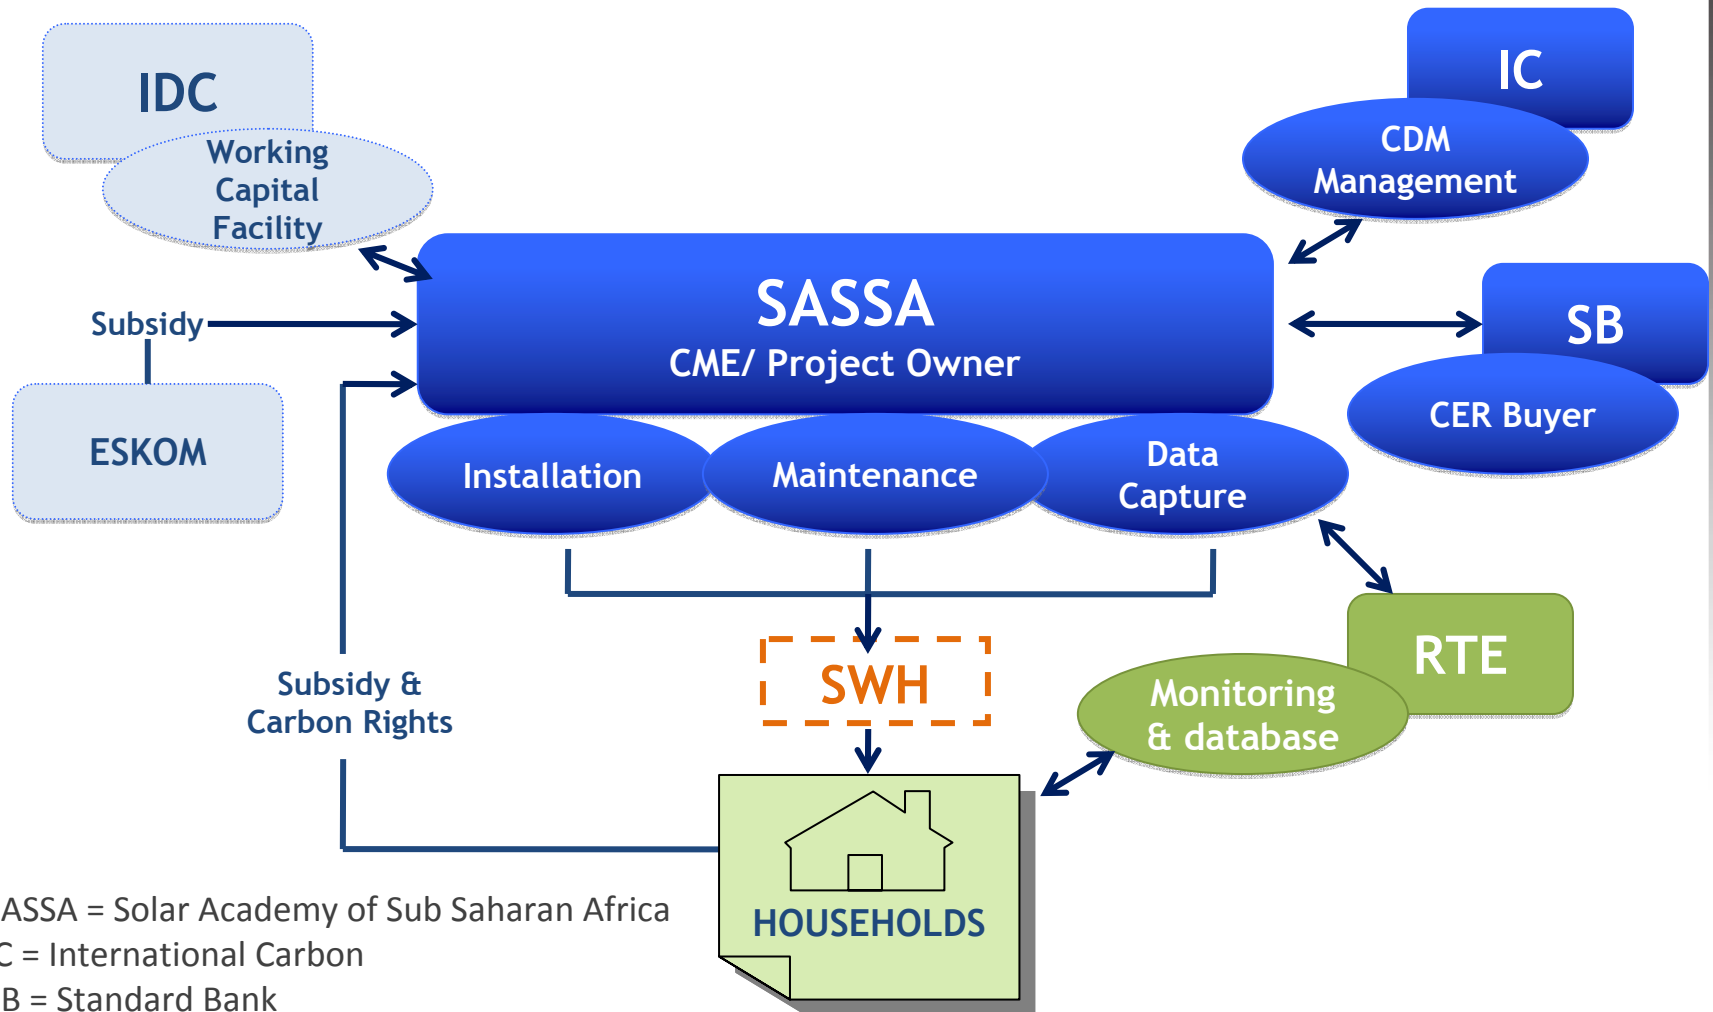 IDC
Working
Capital
Facility
IC
CDM
Management
SASSA
CME/ Project Owner
SB
CER Buyer
Subsidy
ESKOM
Installation
Maintenance
Data
Capture
RTE
Monitoring
& database
SWH
Subsidy &
Carbon Rights
HOUSEHOLDS
ASSA = Solar Academy of Sub Saharan Africa
C = International Carbon
B = Standard Bank